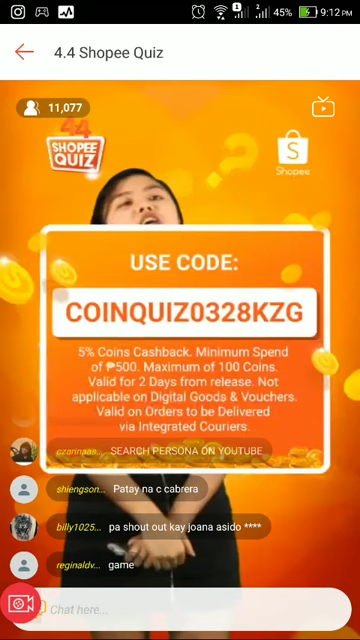 1
2
45%
9:12 PM
4.4 Shopee Quiz
11,077
4.4
SHOPEE
QUIZ
S
Shopee
USE CODE:
COINQUIZ0328KZG
5% Coins Cashback. Minimum Spend
of ₱500. Maximum of 100 Coins.
Valid for 2 Days from release. Not
applicable on Digital Goods & Vouchers.
Valid on Orders to be Delivered
via Integrated Couriers.
czarinaas... SEARCH PERSONA ON YOUTUBE
shiengson... Patay na c cabrera
billy1025... pa shout out kay joana asido ****
reginaldv... game
Chat here...